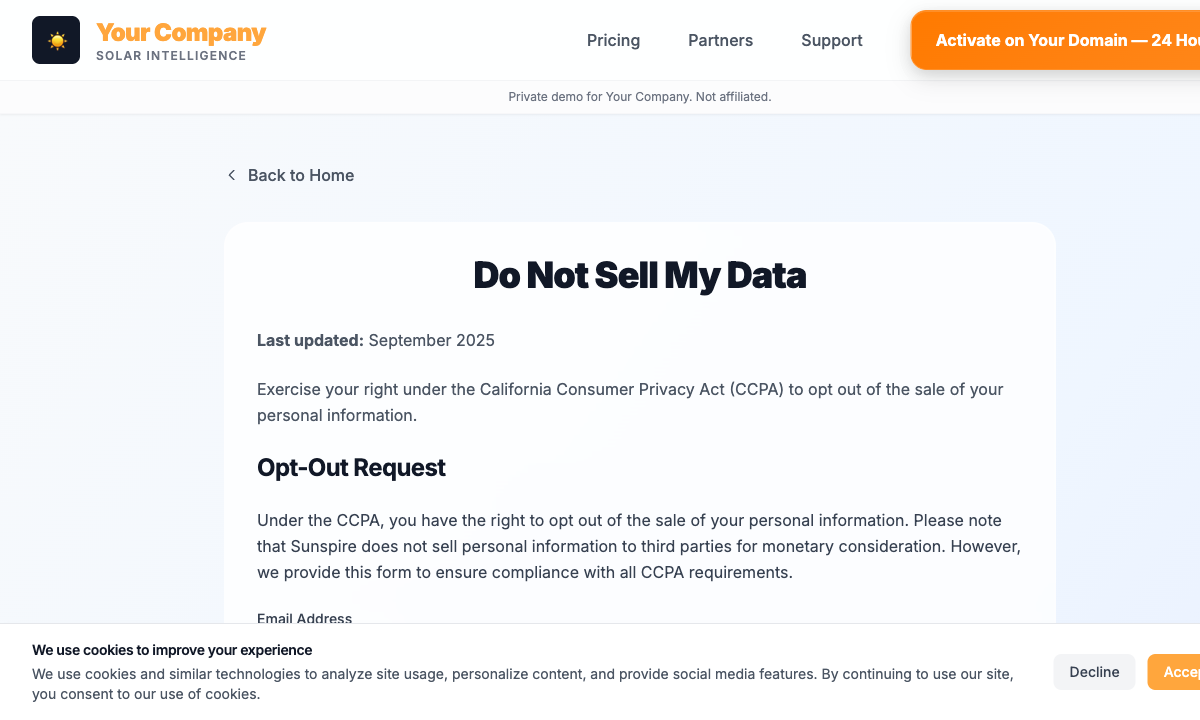 Your Company
SOLAR INTELLIGENCE
Pricing
Partners
Support
Activate on Your Domain — 24
Private demo for Your Company. Not affiliated.
Back to Home
Do Not Sell My Data
Last updated: September 2025
Exercise your right under the California Consumer Privacy Act (CCPA) to opt out of the sale of your
personal information.
Opt-Out Request
Under the CCPA, you have the right to opt out of the sale of your personal information. Please note
that Sunspire does not sell personal information to third parties for monetary consideration. However,
we provide this form to ensure compliance with all CCPA requirements.
Email Address
We use cookies to improve your experience
We use cookies and similar technologies to analyze site usage, personalize content, and provide social media features. By continuing to use our site,
you consent to our use of cookies.
Decline